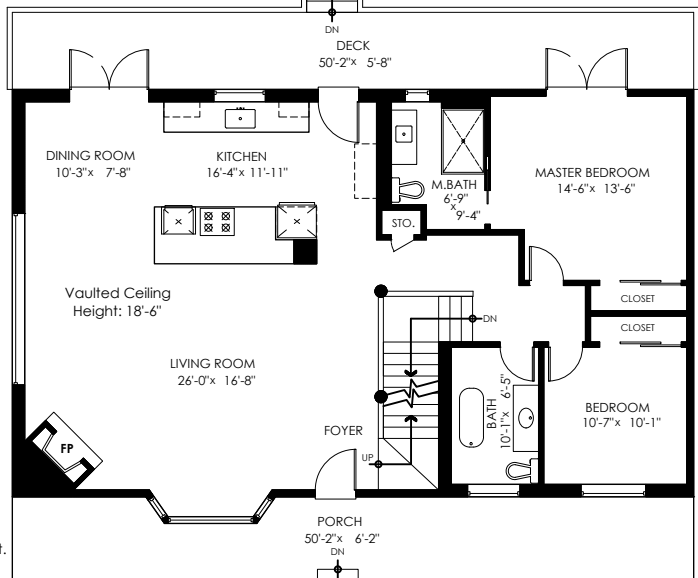 DN
DECK
50'-2"x 5'-8"
DINING ROOM
10'-3"x 7'-8"
KITCHEN
16'-4"x 11'-11"
M.BATH
6'-9"
x
9'-4"
MASTER BEDROOM
14'-6"x 13'-6"
STO.
CLOSET
CLOSET
Vaulted Ceiling
Height: 18'-6"
DN
LIVING ROOM
26'-0"x 16'-8"
BATH
10'-1"x 6'-5"
BEDROOM
10'-7"x 10'-1"
FOYER
FP
UP
PORCH
50'-2"x 6'-2"
DN
t.